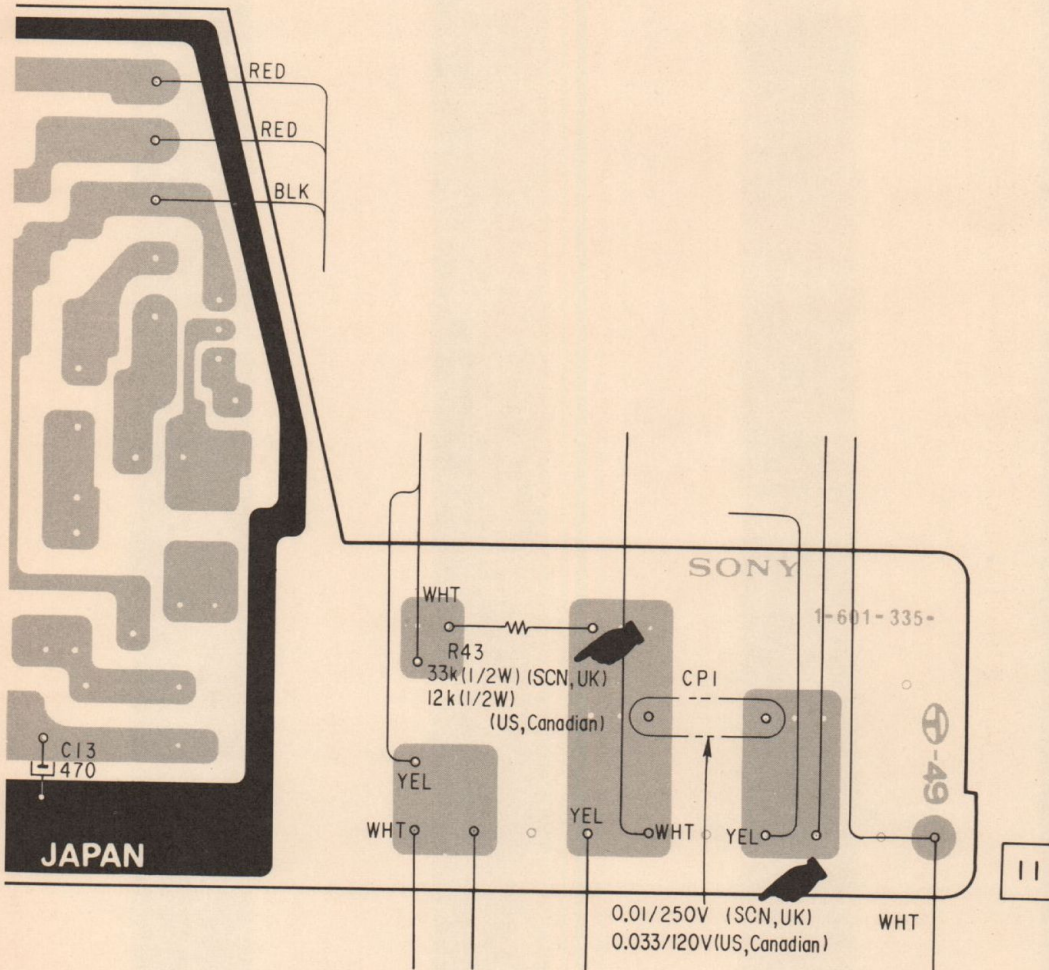 RED
RED
BLK
SONY
1-601-335-
WHT
R43
33k(1/2W) (SCN,UK)
12k(1/2W)
(US,Canadian)
CP1
T-49
C13
470
YEL
WHT
YEL
WHT
YEL
JAPAN
11
0.01/250V (SCN,UK)
0.033/120V(US,Canadian)
WHT